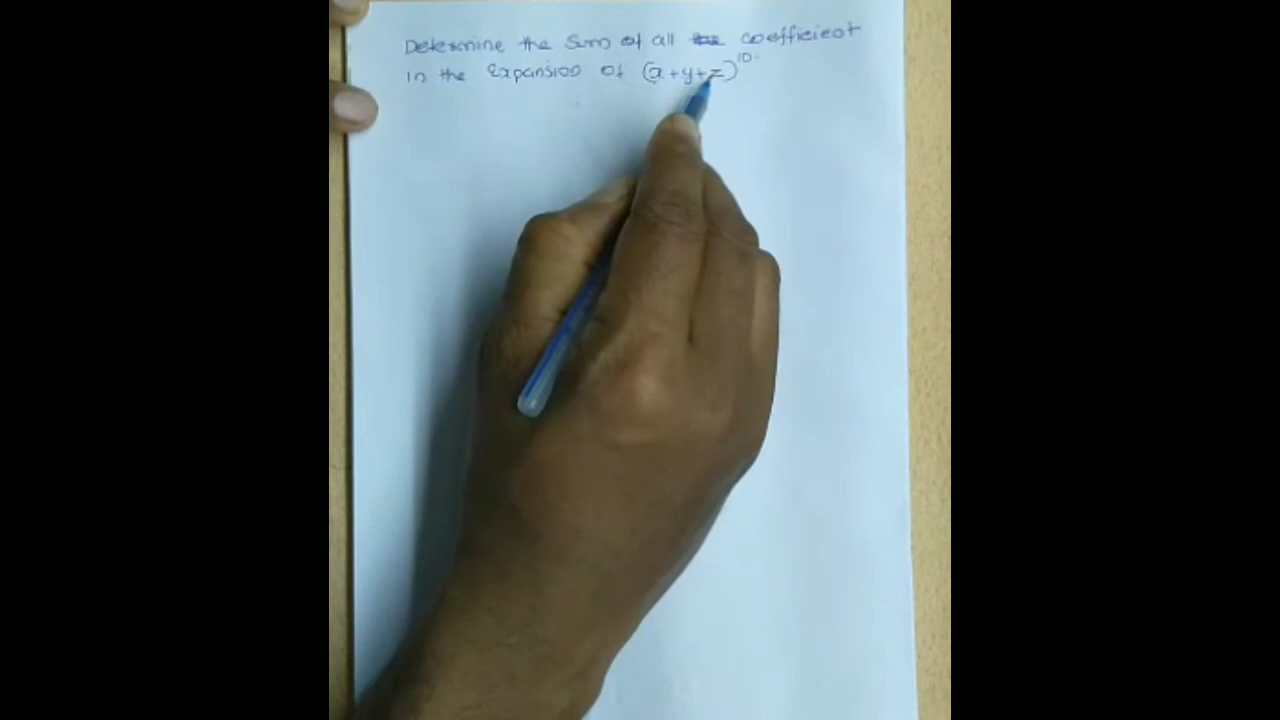 Determine the Sum of all the coefficient
in the Expansion of (x+y+z)^10.